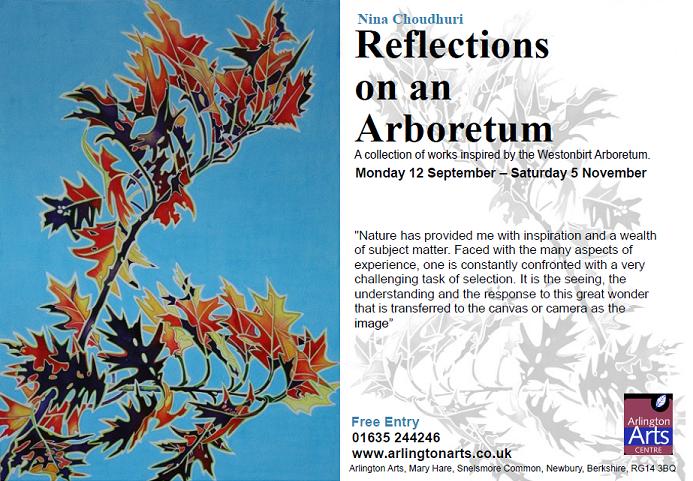 Nina Choudhuri
Reflections
on an
Arboretum
A collection of works inspired by the Westonbirt Arboretum.
Monday 12 September – Saturday 5 November
"Nature has provided me with inspiration and a wealth
of subject matter. Faced with the many aspects of
experience, one is constantly confronted with a very
challenging task of selection. It is the seeing, the
understanding and the response to this great wonder
that is transferred to the canvas or camera as the
image”
Free Entry
01635 244246
www.arlingtonarts.co.uk
Arlington Arts, Mary Hare, Snelsmore Common, Newbury, Berkshire, RG14 3BQ
Arlington
Arts
CENTRE